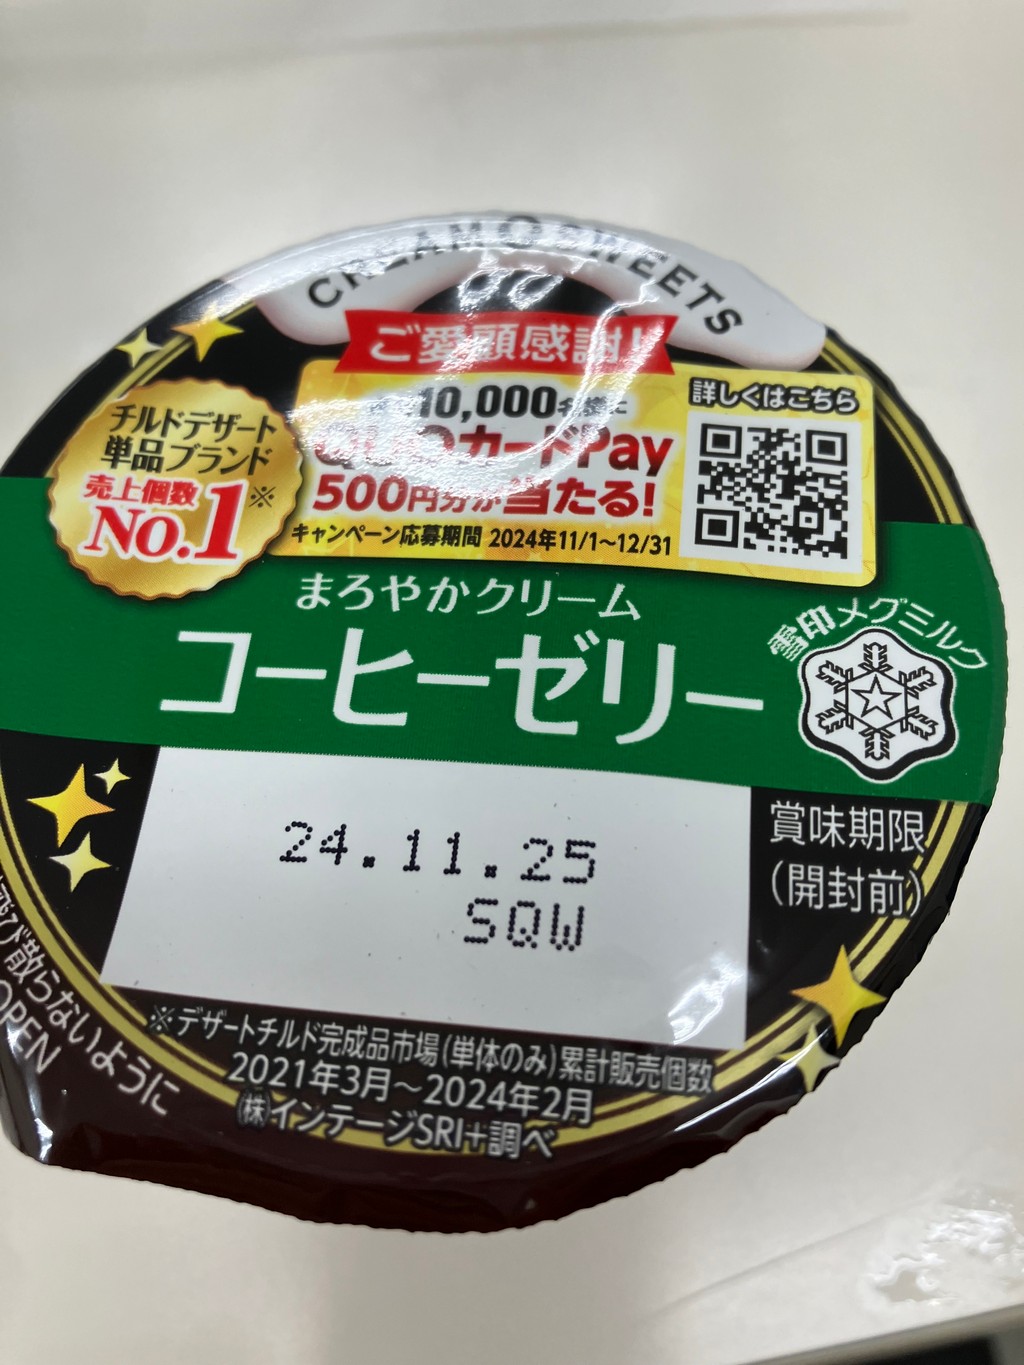 CREAM SWEETS
ご愛顧感謝!
10,000名様に
QUOカードPay
500円分が当たる!
キャンペーン応募期間 2024年11/1〜12/31
詳しくはこちら
チルドデザート
単品ブランド
売上個数
No.1※
まろやかクリーム
コーヒーゼリー
雪印メグミルク
24.11.25
SQW
賞味期限
(開封前)
※デザートチルド完成品市場(単体のみ)累計販売個数
2021年3月〜2024年2月
㈱インテージSRI+調べ
飛び散らないように
OPEN